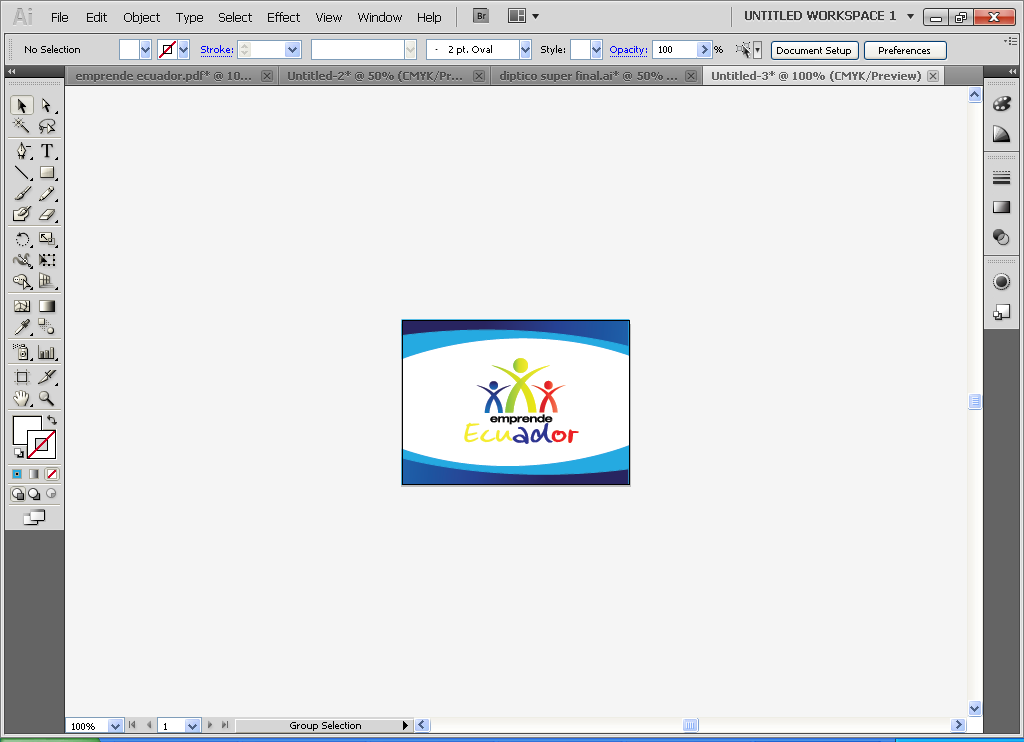 Ai File Edit Object Type Select Effect View Window Help Br UNTITLED WORKSPACE 1
No Selection Stroke: 2 pt. Oval Style: Opacity: 100 % Document Setup Preferences
emprende ecuador.pdf* @ 10... Untitled-2* @ 50% (CMYK/Pr... diptico super final.ai* @ 50% ... Untitled-3* @ 100% (CMYK/Preview)
T
emprende
Ecuador
100% 1 Group Selection